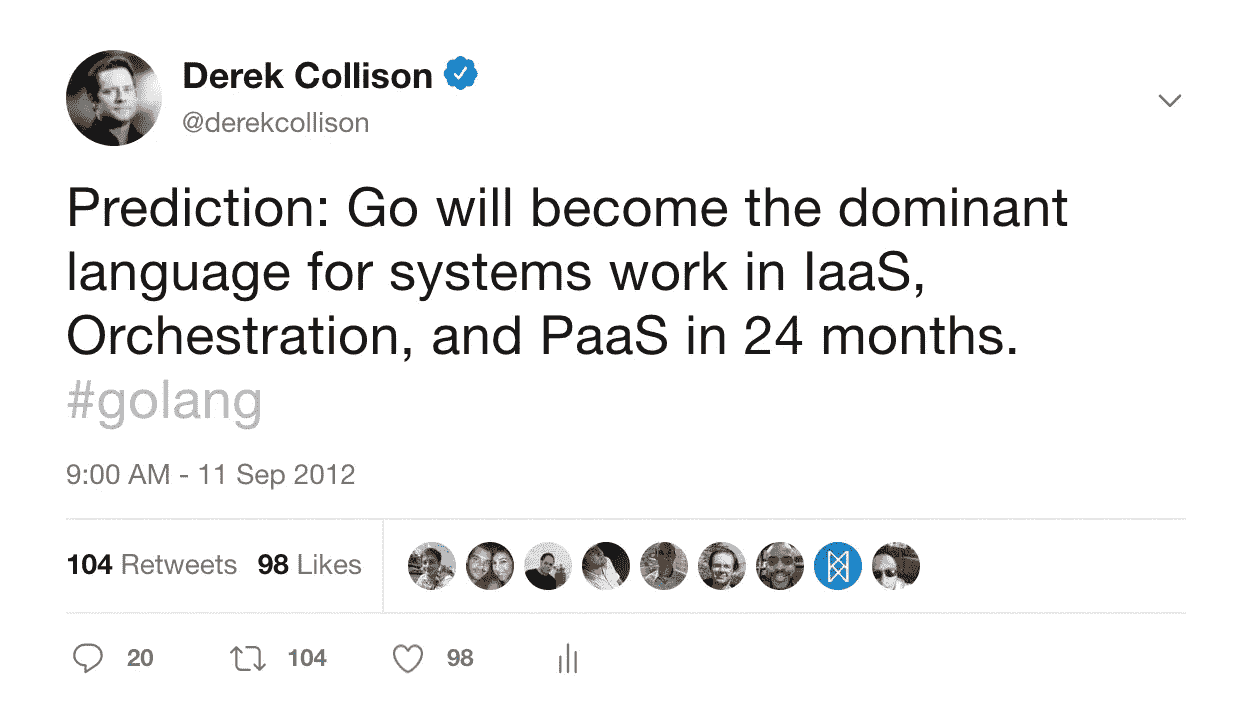 Derek Collison
@derekcollison
Prediction: Go will become the dominant
language for systems work in IaaS,
Orchestration, and PaaS in 24 months.
#golang
9:00 AM - 11 Sep 2012
104 Retweets 98 Likes
20 104 98